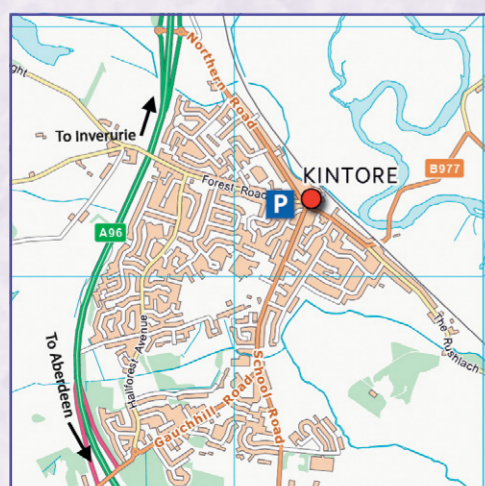 Northern Road
ght
To Inverurie
Forest Road
P
KINTORE
B977
A96
The Rushlach
Hallforest Avenue
To Aberdeen
School Road
Gauchhill Road